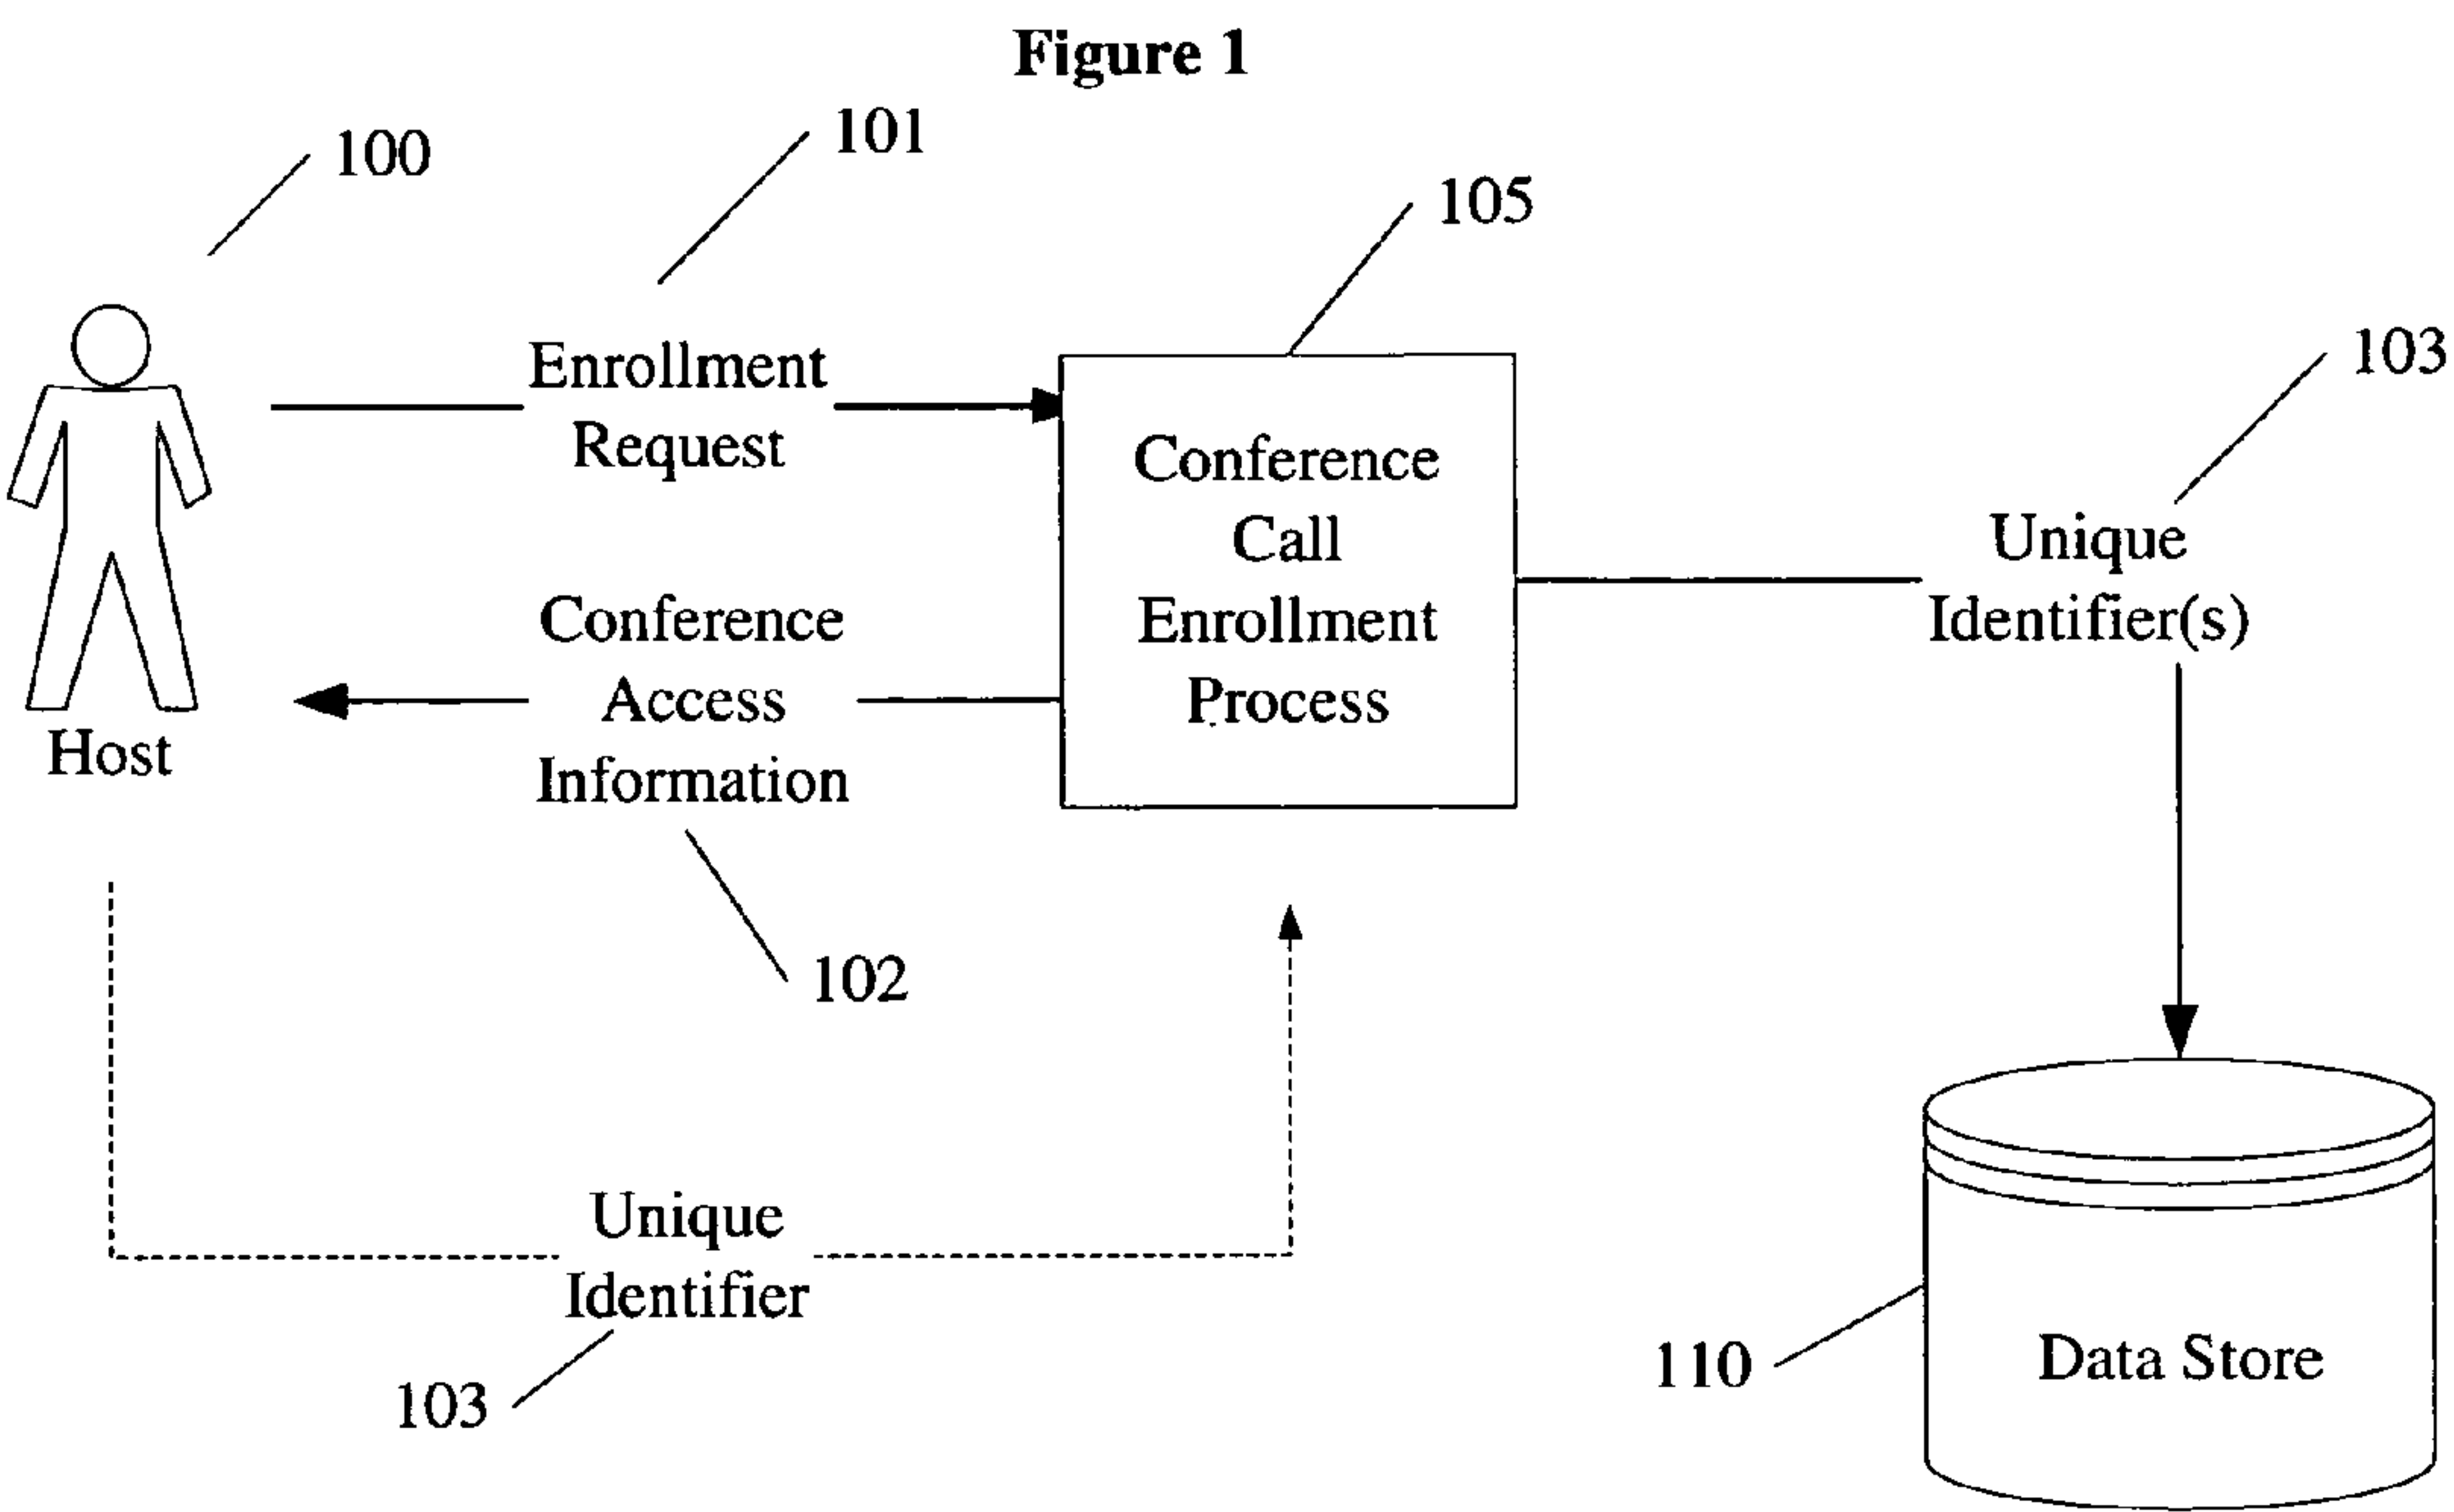 Figure 1
100
101
105
103
Enrollment
Request
Conference
Access
Information
Conference
Call
Enrollment
Process
Unique
Identifier(s)
Host
102
Unique
Identifier
103
110
Data Store